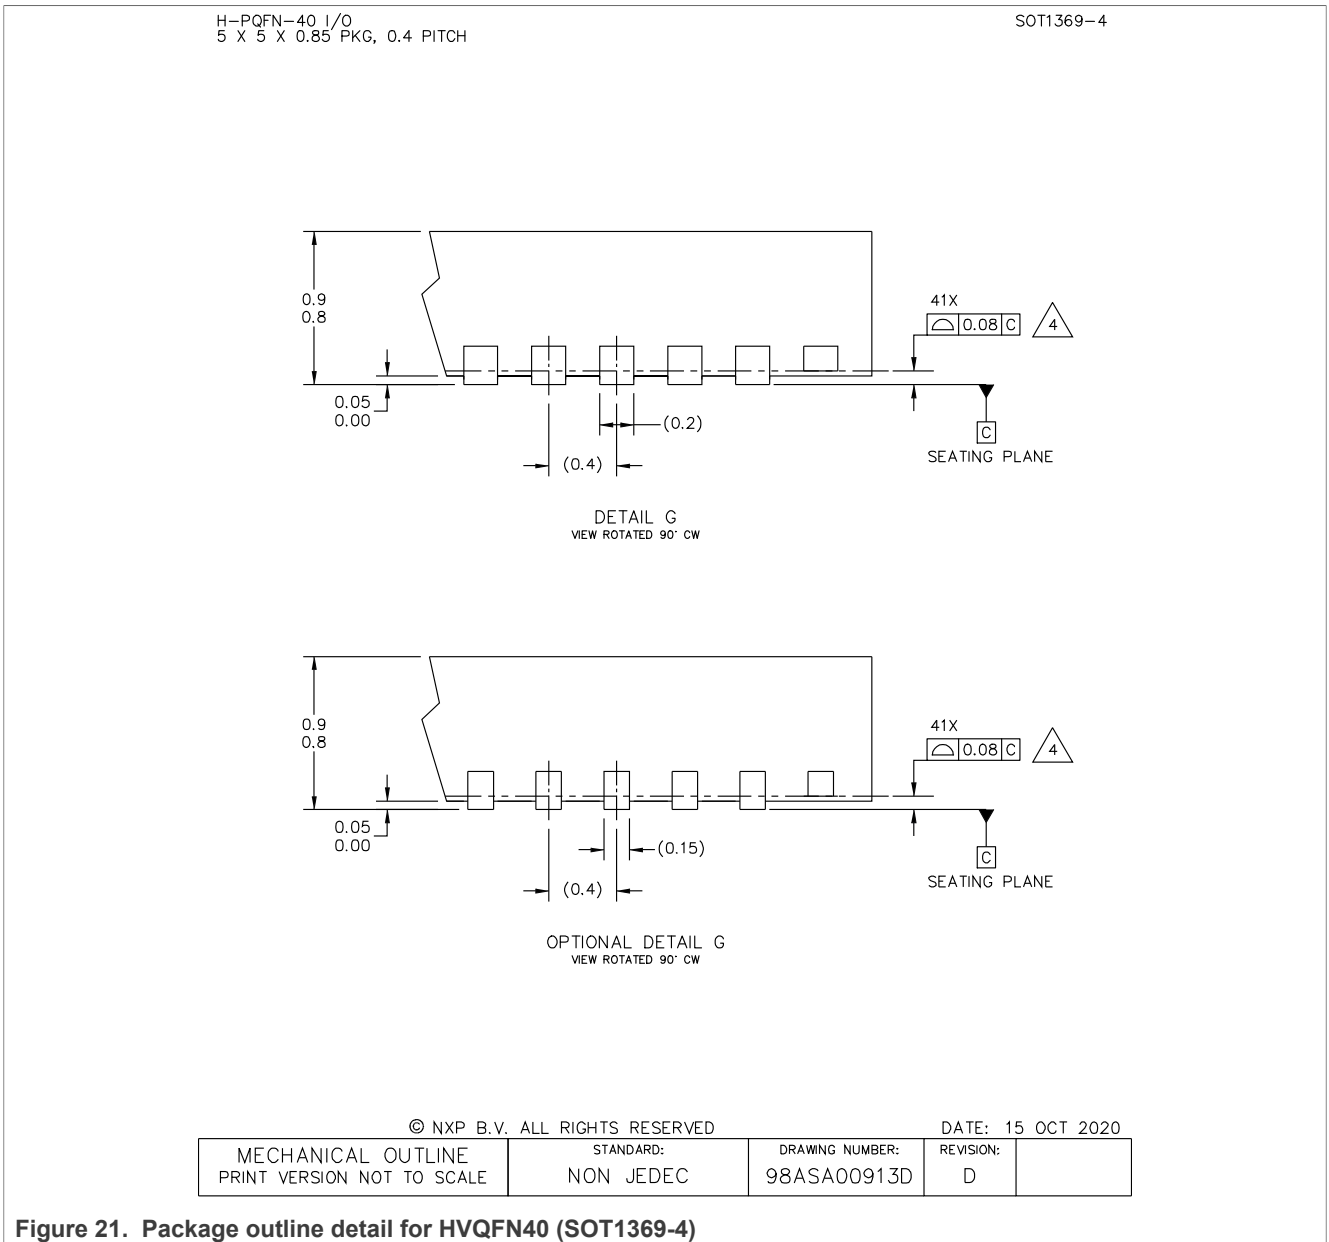 H-PQFN-40 I/O
5 X 5 X 0.85 PKG, 0.4 PITCH
SOT1369-4
0.9
0.8
0.05
0.00
(0.4)
(0.2)
41X
0.08 C
4
C
SEATING PLANE
DETAIL G
VIEW ROTATED 90° CW
0.9
0.8
0.05
0.00
(0.4)
(0.15)
41X
0.08 C
4
C
SEATING PLANE
OPTIONAL DETAIL G
VIEW ROTATED 90° CW
© NXP B.V. ALL RIGHTS RESERVED
DATE: 15 OCT 2020
MECHANICAL OUTLINE
PRINT VERSION NOT TO SCALE
STANDARD:
NON JEDEC
DRAWING NUMBER:
98ASA00913D
REVISION:
D
Figure 21. Package outline detail for HVQFN40 (SOT1369-4)